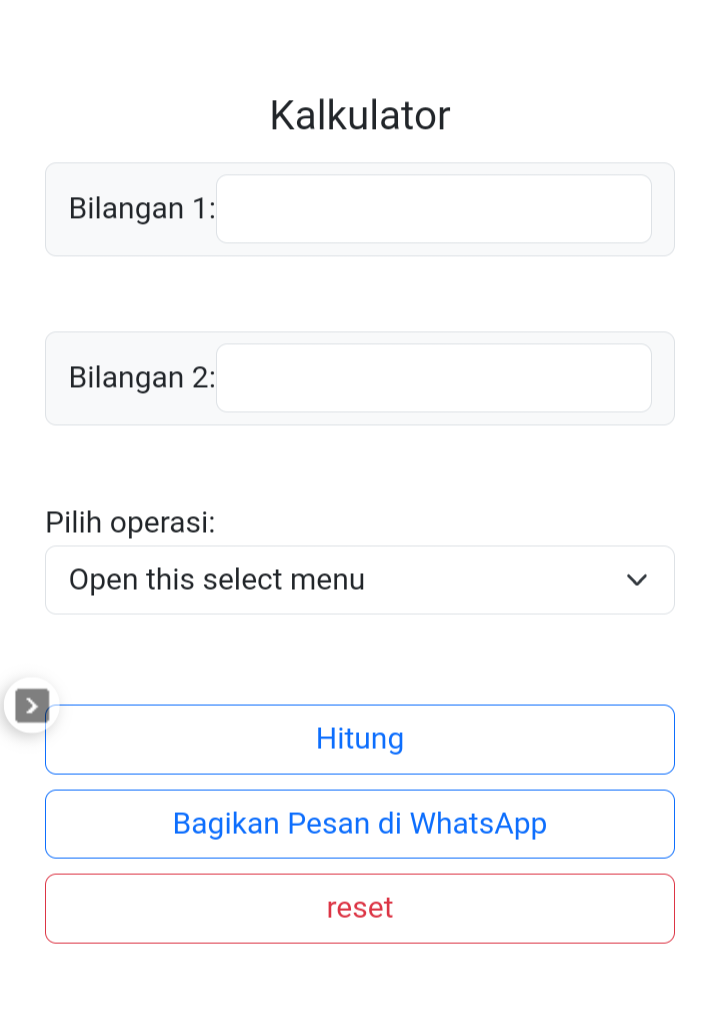 Kalkulator
Bilangan 1:
Bilangan 2:
Pilih operasi:
Open this select menu
Hitung
Bagikan Pesan di WhatsApp
reset